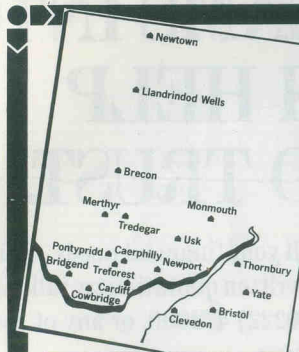 Newtown
Llandrindod Wells
Brecon
Merthyr
Monmouth
Tredegar
Usk
Pontypridd
Caerphilly
Newport
Thornbury
Bridgend
Treforest
Cardiff
Cowbridge
Yate
Bristol
Clevedon